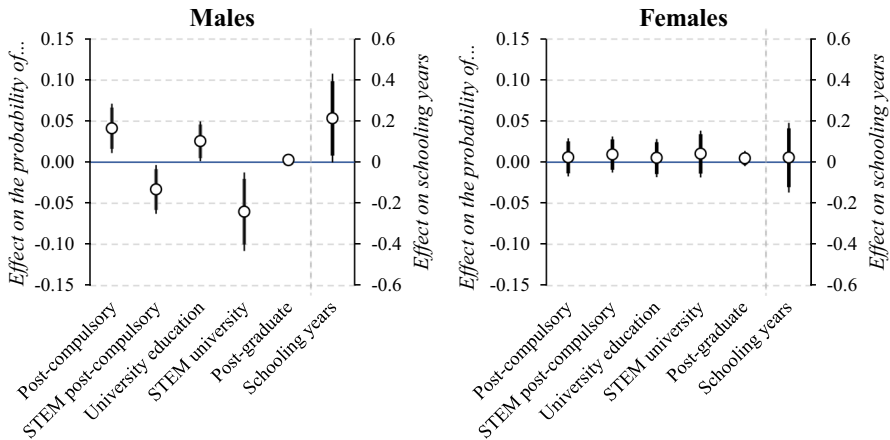 Males
Effect on the probability of...
0.15
0.10
0.05
0.00
-0.05
-0.10
-0.15
0.6
0.4
0.2
0
-0.2
-0.4
-0.6
Effect on schooling years
Post-compulsory
STEM post-compulsory
University education
STEM university
Post-graduate
Schooling years
Females
Effect on the probability of...
0.15
0.10
0.05
0.00
-0.05
-0.10
-0.15
0.6
0.4
0.2
0
-0.2
-0.4
-0.6
Effect on schooling years
Post-compulsory
STEM post-compulsory
University education
STEM university
Post-graduate
Schooling years